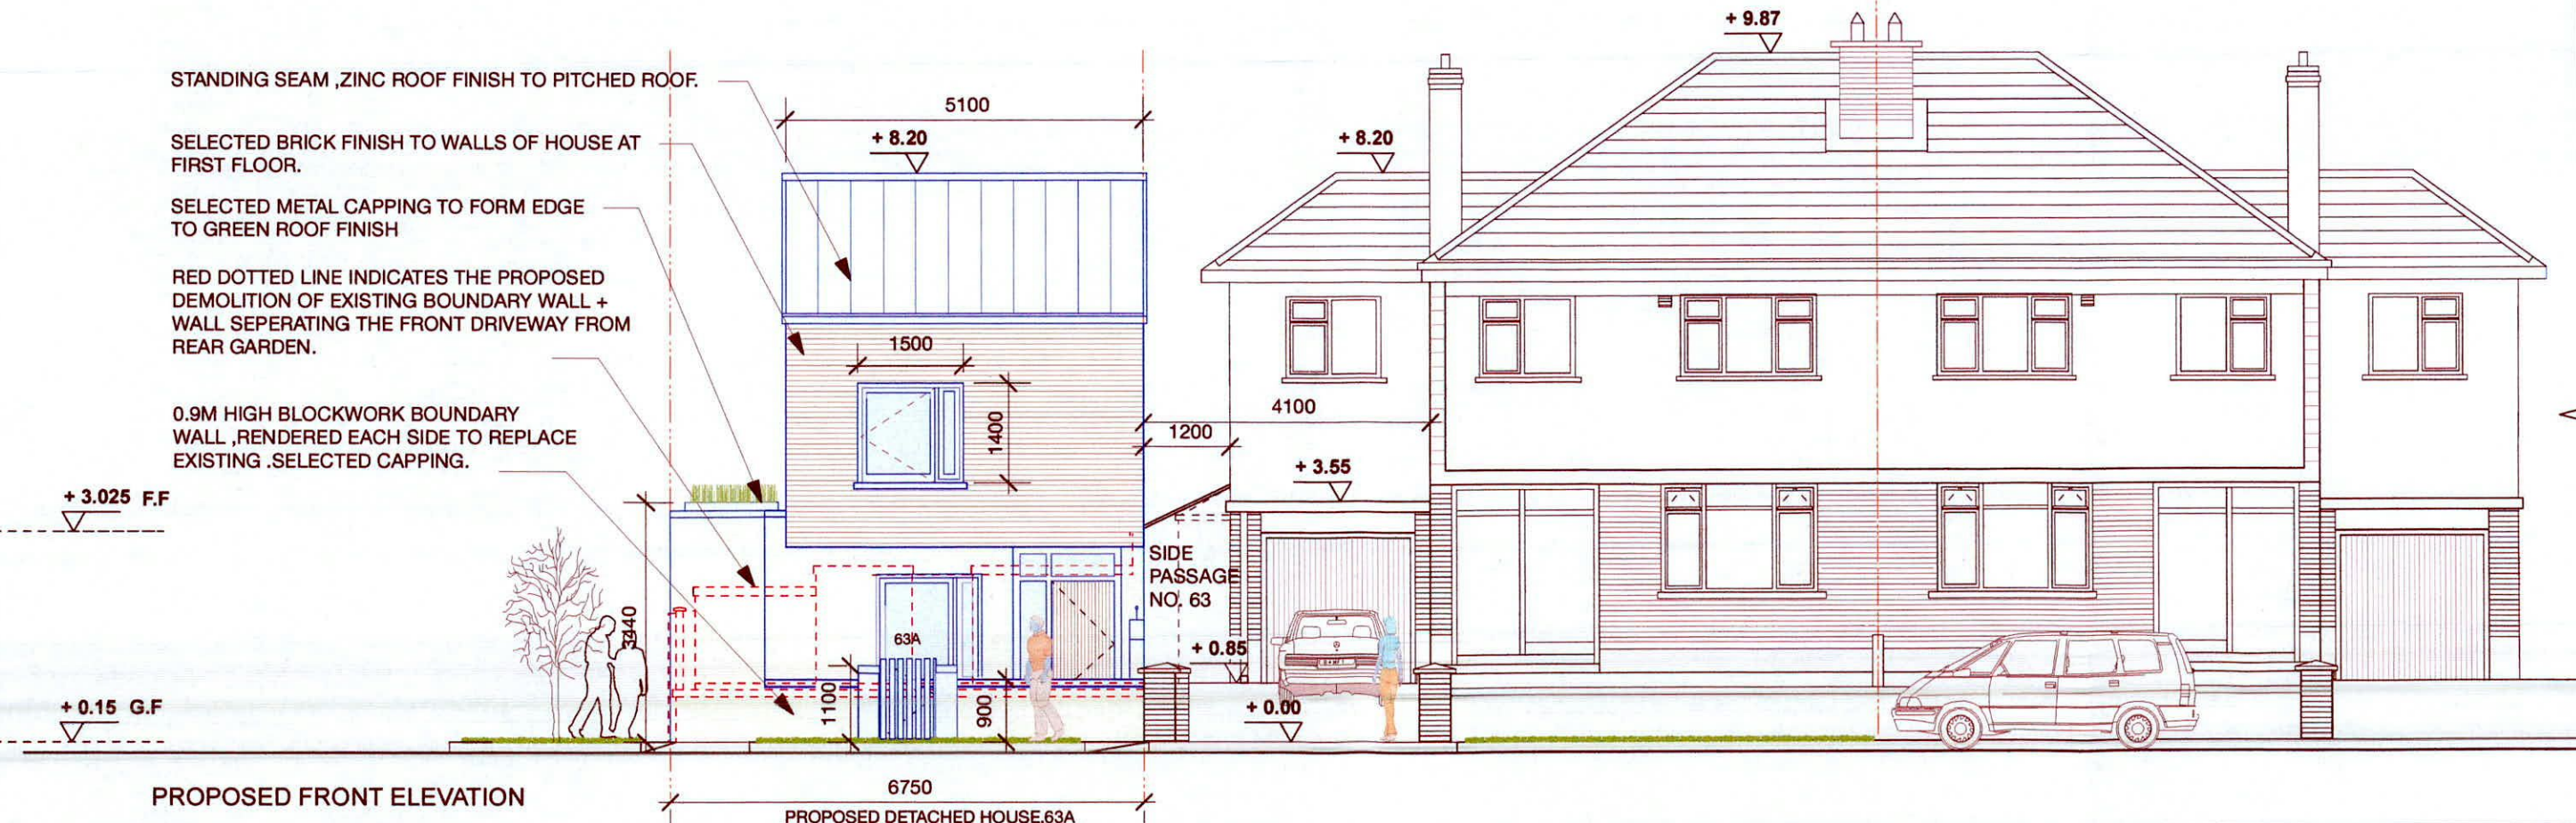 STANDING SEAM ,ZINC ROOF FINISH TO PITCHED ROOF.
SELECTED BRICK FINISH TO WALLS OF HOUSE AT
FIRST FLOOR.
SELECTED METAL CAPPING TO FORM EDGE
TO GREEN ROOF FINISH
RED DOTTED LINE INDICATES THE PROPOSED
DEMOLITION OF EXISTING BOUNDARY WALL +
WALL SEPERATING THE FRONT DRIVEWAY FROM
REAR GARDEN.
0.9M HIGH BLOCKWORK BOUNDARY
WALL ,RENDERED EACH SIDE TO REPLACE
EXISTING .SELECTED CAPPING.
+ 3.025 F.F
+ 0.15 G.F
5100
+ 8.20
1500
1400
3440
63A
1100
900
SIDE
PASSAGE
NO. 63
+ 0.85
+ 0.00
1200
4100
+ 3.55
+ 8.20
+ 9.87
6750
PROPOSED DETACHED HOUSE.63A
PROPOSED FRONT ELEVATION